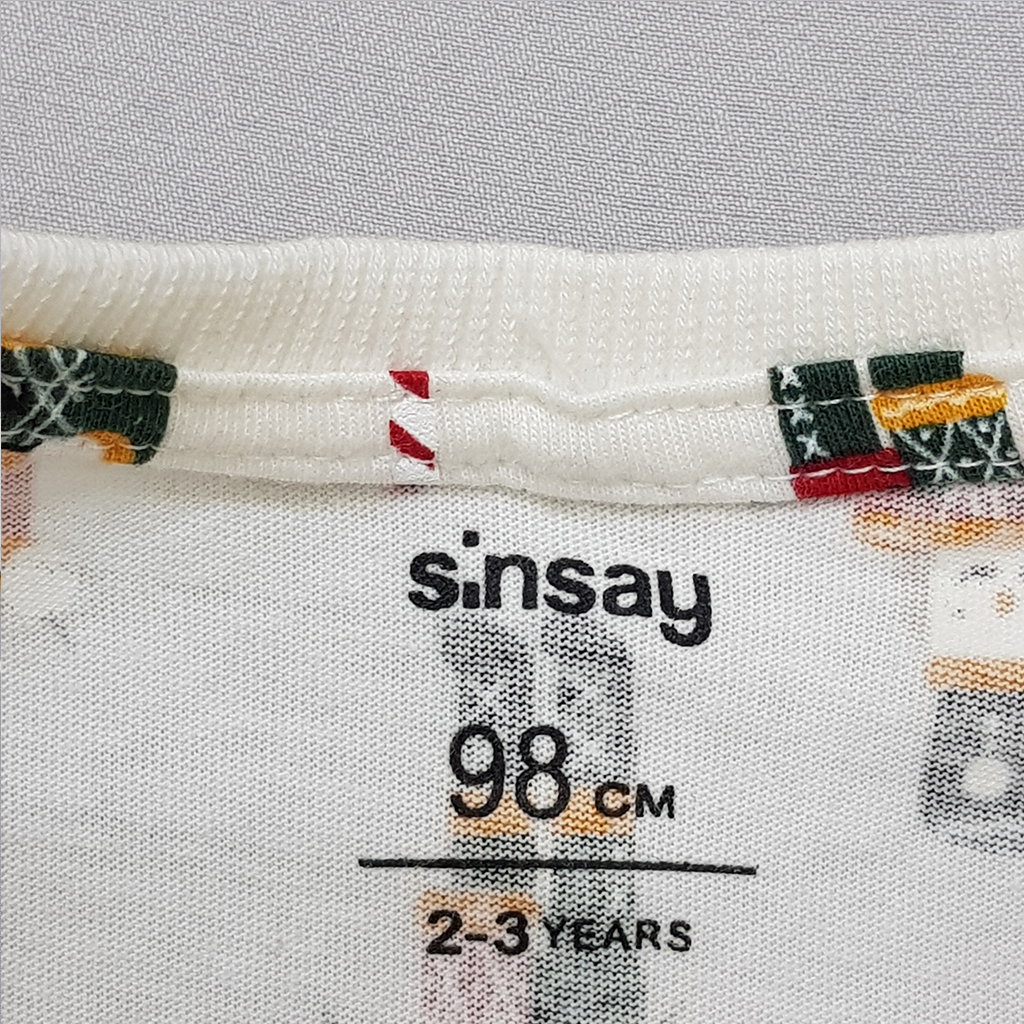 sinsay
98 CM
2-3 YEARS